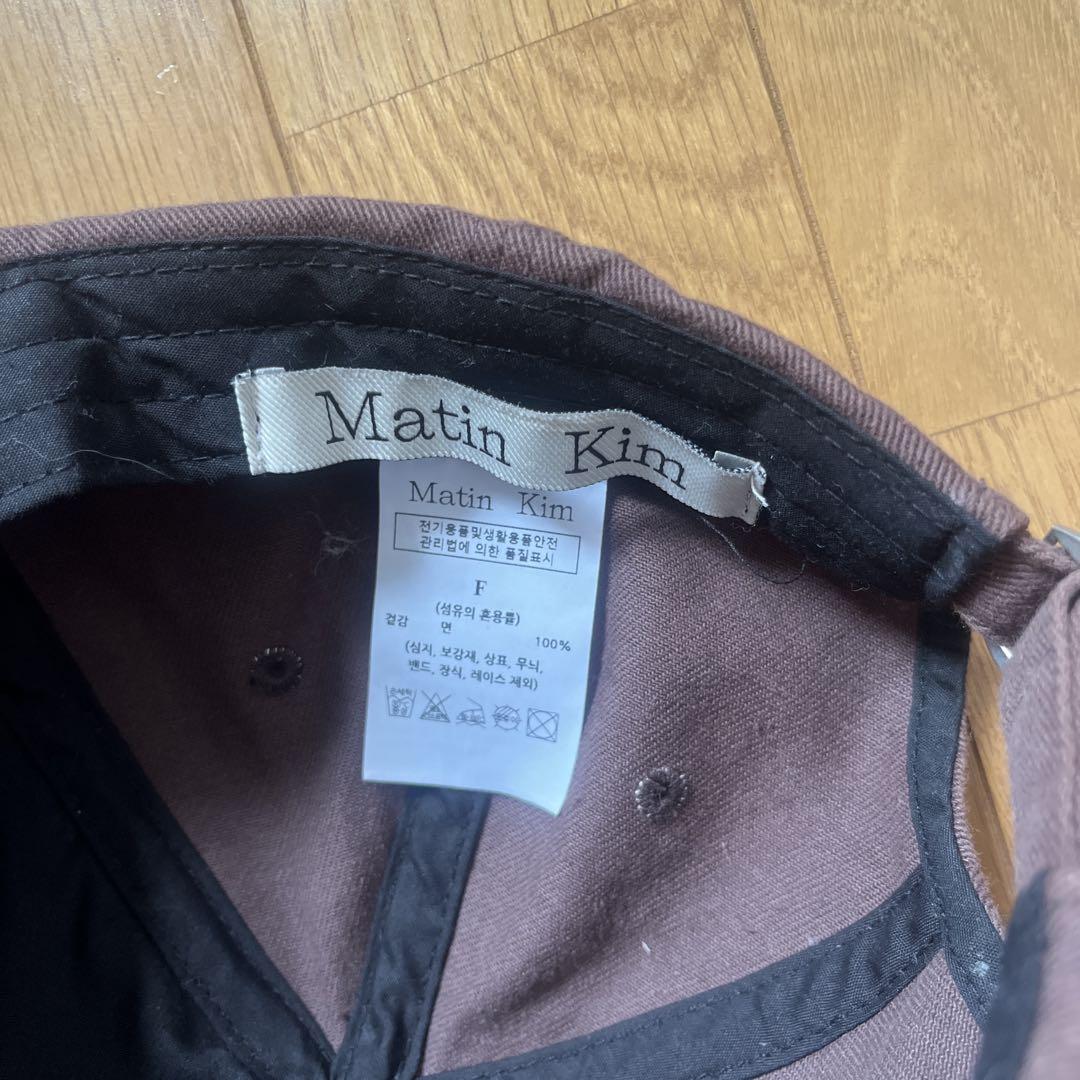 Matin Kim
Matin Kim
전기용품및생활용품안전
관리법에 의한 품질표시
F
(섬유의 혼용률)
겉감 면 100%
(심지, 보강재, 상표, 무늬,
밴드, 장식, 레이스 제외)